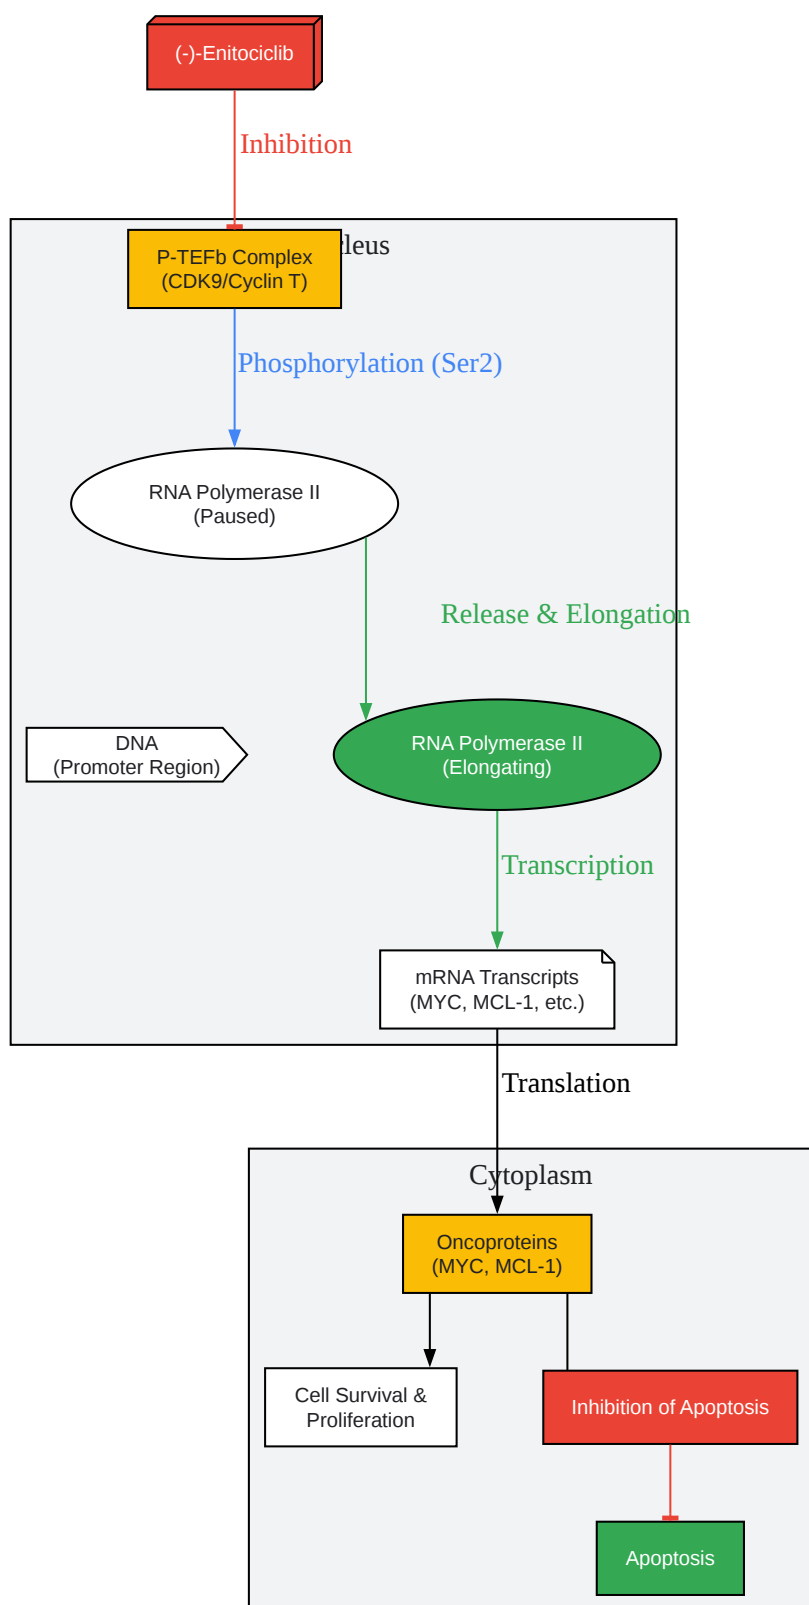 (-)-Enitociclib
Inhibition
P-TEFb Complex
(CDK9/Cyclin T)
Phosphorylation (Ser2)
RNA Polymerase II
(Paused)
Release & Elongation
DNA
(Promoter Region)
RNA Polymerase II
(Elongating)
Transcription
mRNA Transcripts
(MYC, MCL-1, etc.)
Translation
Cytoplasm
Oncoproteins
(MYC, MCL-1)
Cell Survival &
Proliferation
Inhibition of Apoptosis
Apoptosis